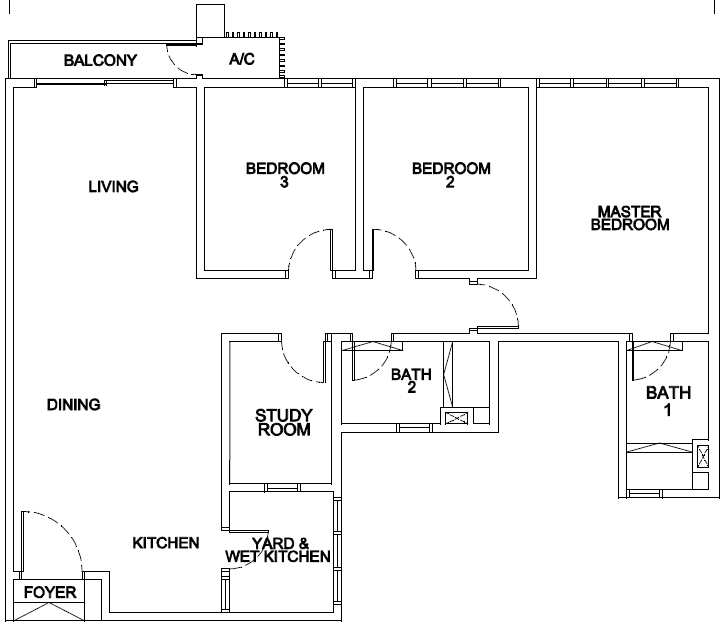 BALCONY
A/C
LIVING
BEDROOM
3
BEDROOM
2
MASTER
BEDROOM
DINING
STUDY
ROOM
BATH
2
BATH
1
KITCHEN
YARD &
WET KITCHEN
FOYER